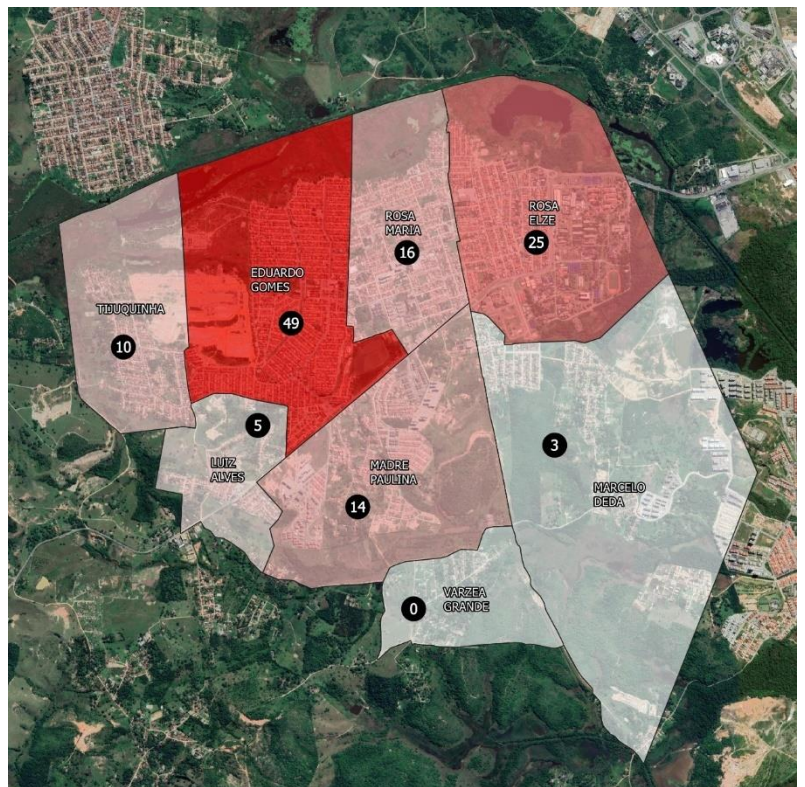 ROSA
ELZE
25
ROSA
MARIA
16
EDUARDO
GOMES
49
TIJUQUINHA
10
5
LUIZ
ALVES
MADRE
PAULINA
14
3
MARCELO
DEDA
VARZEA
GRANDE
0